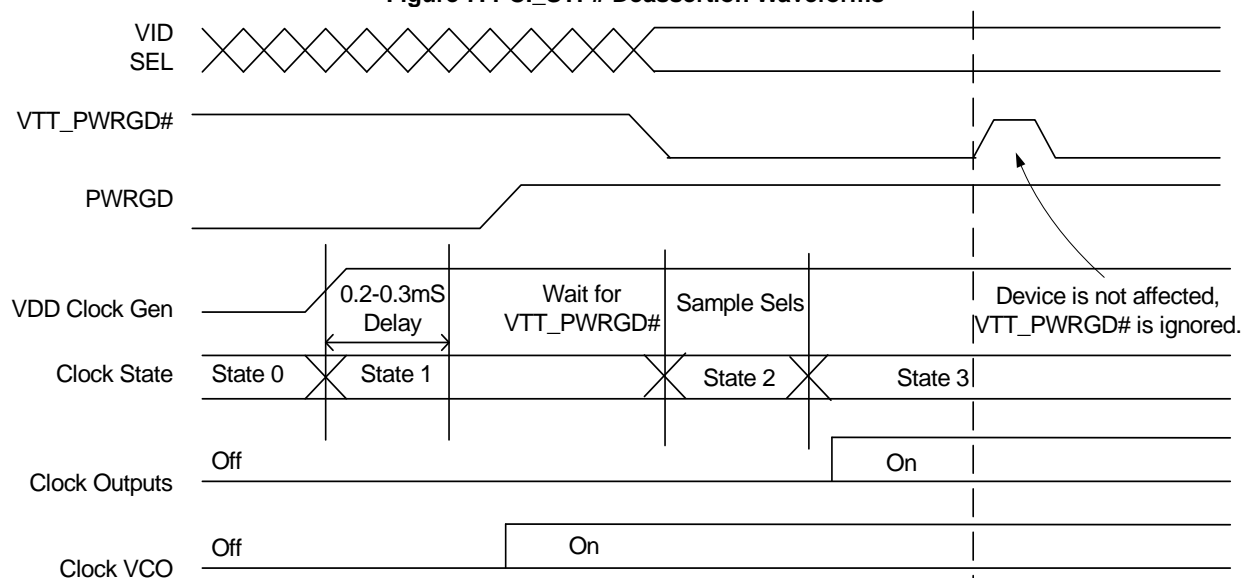 VID
SEL
VTT_PWRGD#
PWRGD
VDD Clock Gen
0.2-0.3mS
Delay
Wait for
VTT_PWRGD#
Sample Sels
Device is not affected,
VTT_PWRGD# is ignored.
Clock State
State 0
State 1
State 2
State 3
Clock Outputs
Off
On
Clock VCO
Off
On